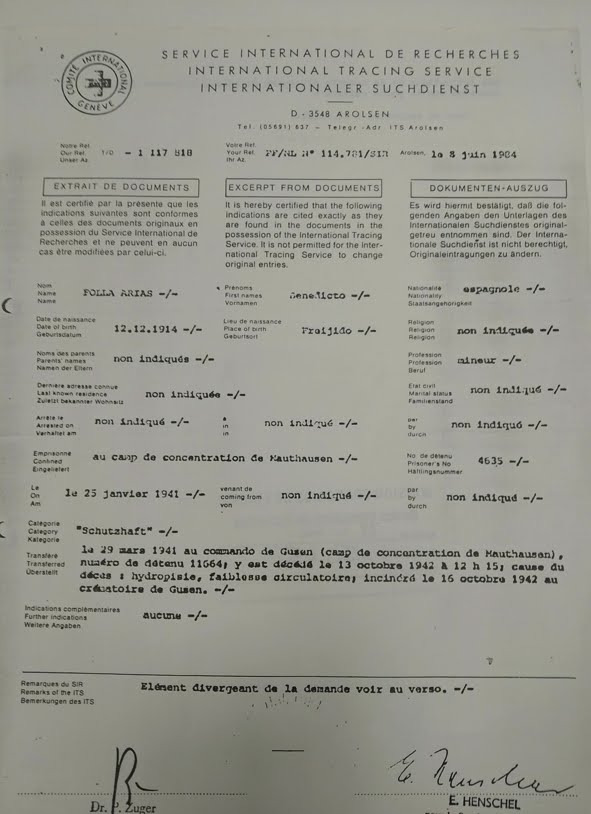 COMITÉ INTERNATIONAL
GENÈVE
SERVICE INTERNATIONAL DE RECHERCHES
INTERNATIONAL TRACING SERVICE
INTERNATIONALER SUCHDIENST
D - 3548 AROLSEN
Tel. (05691) 637 – Telegr.-Adr. ITS Arolsen
Notre Réf.
Our Ref. T/D - 1 117 818
Unser Az.
Votre Réf.
Your Ref. FF/NL N° 114.781/SIR
Ihr Az.
Arolsen, le 8 juin 1984
EXTRAIT DE DOCUMENTS
Il est certifié par la présente que les
indications suivantes sont conformes
à celles des documents originaux en
possession du Service International de
Recherches et ne peuvent en aucun
cas être modifiées par celui-ci.
EXCERPT FROM DOCUMENTS
It is hereby certified that the following
indications are cited exactly as they
are found in the documents in the
possession of the International Tracing
Service. It is not permitted for the Inter-
national Tracing Service to change
original entries.
DOKUMENTEN-AUSZUG
Es wird hiermit bestätigt, daß die fol-
genden Angaben den Unterlagen des
Internationalen Suchdienstes original-
getreu entnommen sind. Der Interna-
tionale Suchdienst ist nicht berechtigt,
Originaleintragungen zu ändern.
Nom
Name POLLA ARIAS -/-
Name
Prénoms
First names Benedicto -/-
Vornamen
Nationalité
Nationality espagnole -/-
Staatsangehörigkeit
Date de naissance
Date of birth 12.12.1914 -/-
Geburtsdatum
Lieu de naissance
Place of birth Freijido -/-
Geburtsort
Religion
Religion non indiquée -/-
Religion
Noms des parents
Parents' names non indiqués -/-
Namen der Eltern
Profession
Profession mineur -/-
Beruf
Dernière adresse connue
Last known residence non indiquée -/-
Zuletzt bekannter Wohnsitz
État civil
Marital status non indiqué -/-
Familienstand
Arrêté le
Arrested on non indiqué -/-
Verhaftet am
à
in non indiqué -/-
in
par
by non indiqué -/-
durch
Emprisonné
Confined au camp de concentration de Mauthausen -/-
Eingeliefert
No. de détenu
Prisoner's No 4635 -/-
Häftlingsnummer
Le
On le 25 janvier 1941 -/-
Am
venant de
coming from non indiqué -/-
von
par
by non indiqué -/-
durch
Catégorie
Category "Schutzhaft" -/-
Kategorie
Transféré
Transferred
Überstellt
le 29 mars 1941 au commando de Gusen (camp de concentration de Mauthausen),
numéro de détenu 11664; y est décédé le 13 octobre 1942 à 12 h 15; cause du
décès : hydropisie, faiblesse circulatoire; incinéré le 16 octobre 1942 au
crématoire de Gusen. -/-
Indications complémentaires
Further indications aucune -/-
Weitere Angaben
Remarques du SIR
Remarks of the ITS Elément divergeant de la demande voir au verso. -/-
Bemerkungen des ITS
E. Henschel
Dr. P. Züger
E. HENSCHEL